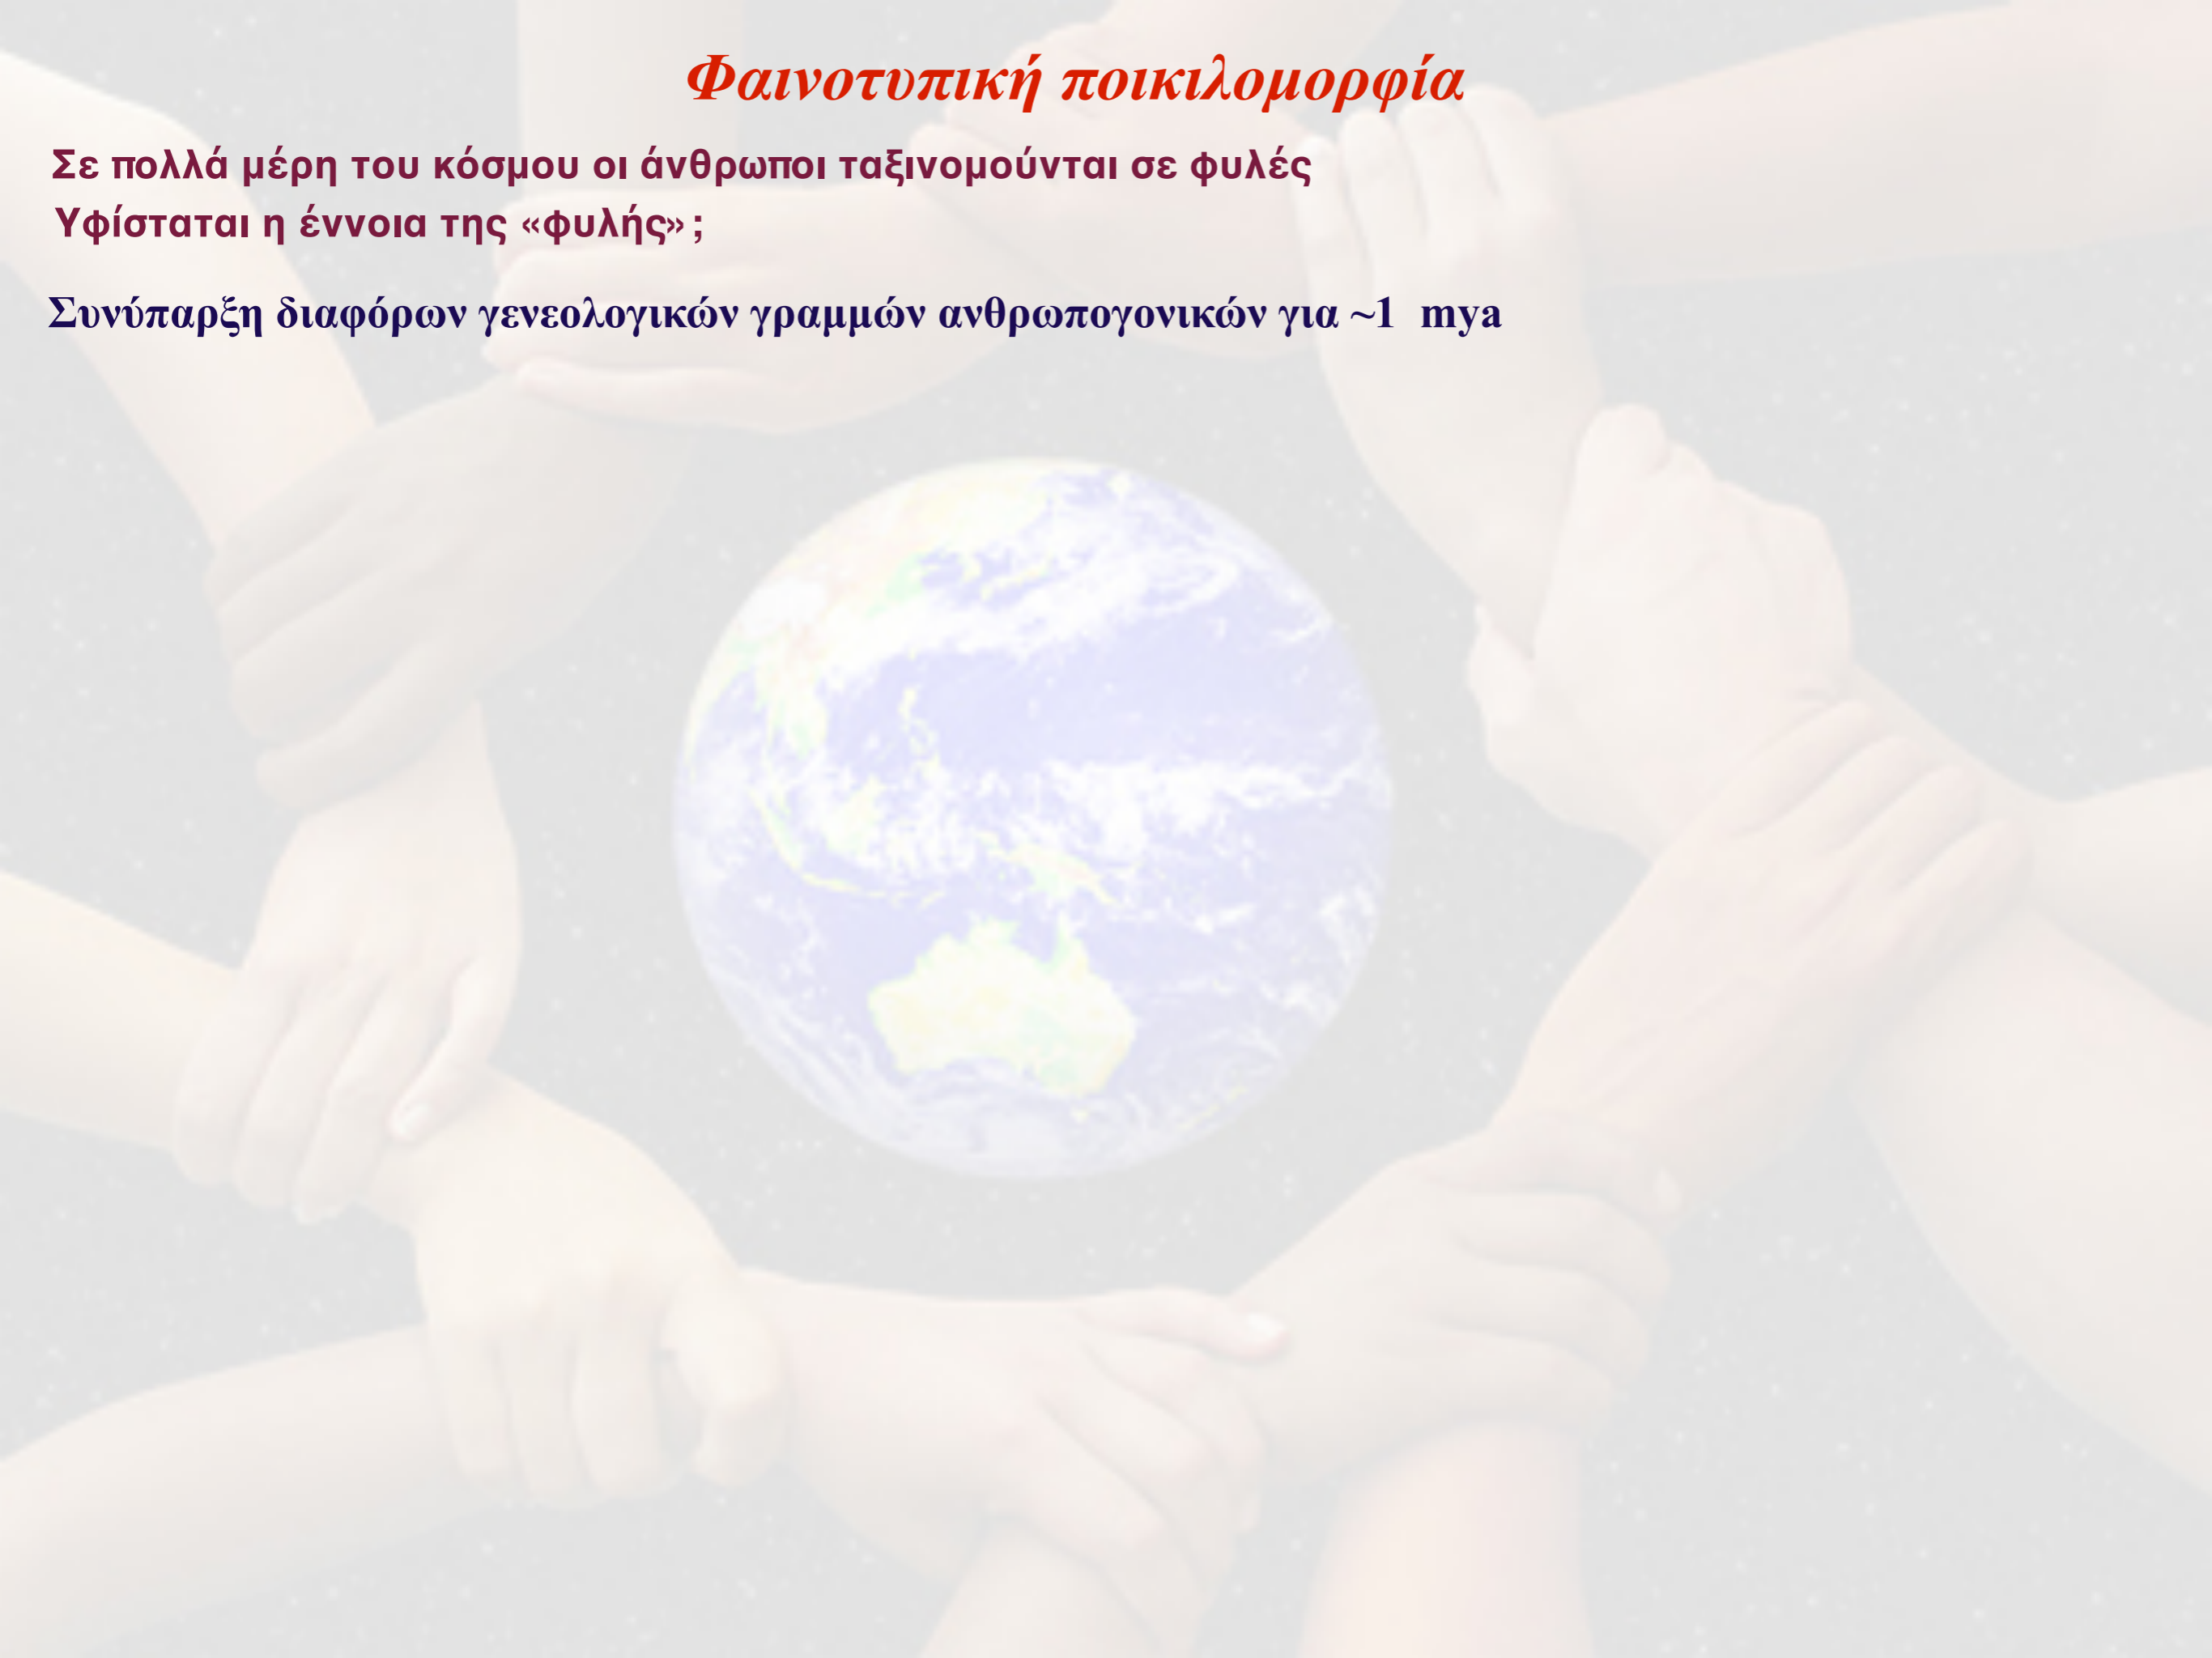 Φαινοτυπική ποικιλομορφία
Σε πολλά μέρη του κόσμου οι άνθρωποι ταξινομούνται σε φυλές
Υφίσταται η έννοια της «φυλής»;
Συνύπαρξη διαφόρων γενεολογικών γραμμών ανθρωπογονικών για ~1 mya